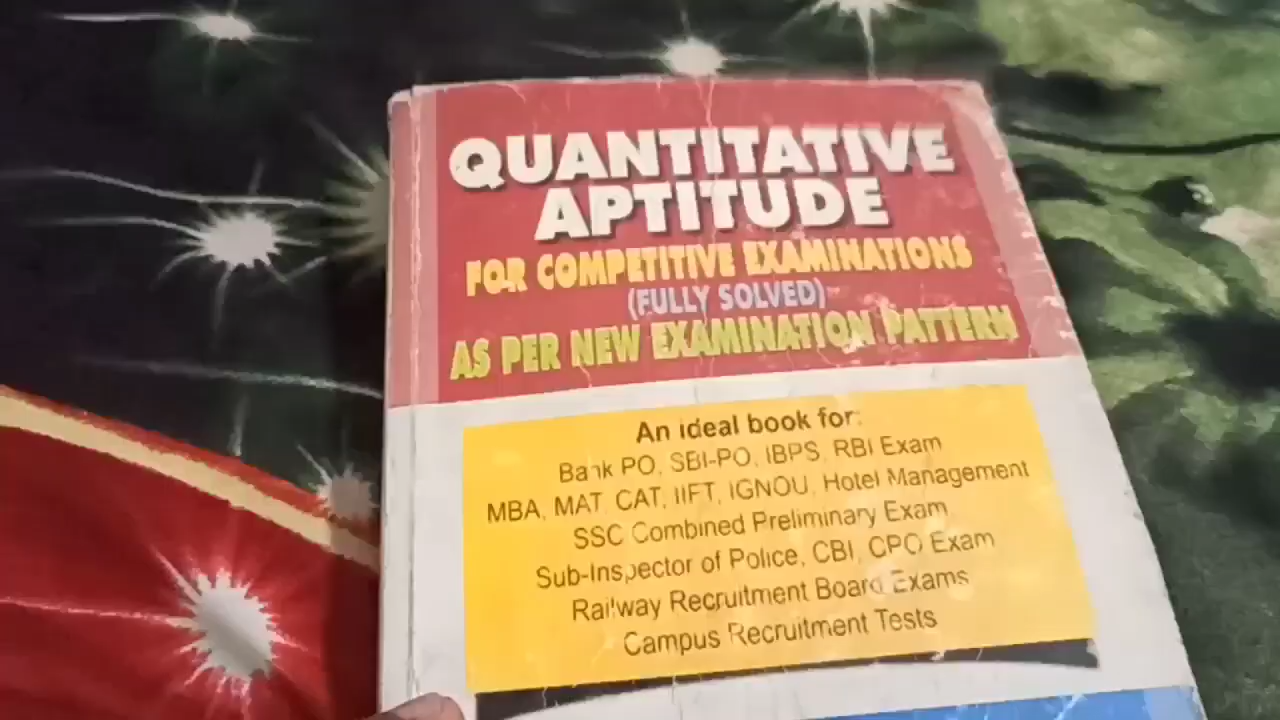 QUANTITATIVE
APTITUDE
FOR COMPETITIVE EXAMINATIONS
(FULLY SOLVED)
AS PER NEW EXAMINATION PATTERN
An ideal book for:
Bank PO, SBI-PO, IBPS, RBI Exam
MBA, MAT, CAT, IIFT, IGNOU, Hotel Management
SSC Combined Preliminary Exam
Sub-Inspector of Police, CBI, CPO Exam
Railway Recruitment Board Exams
Campus Recruitment Tests